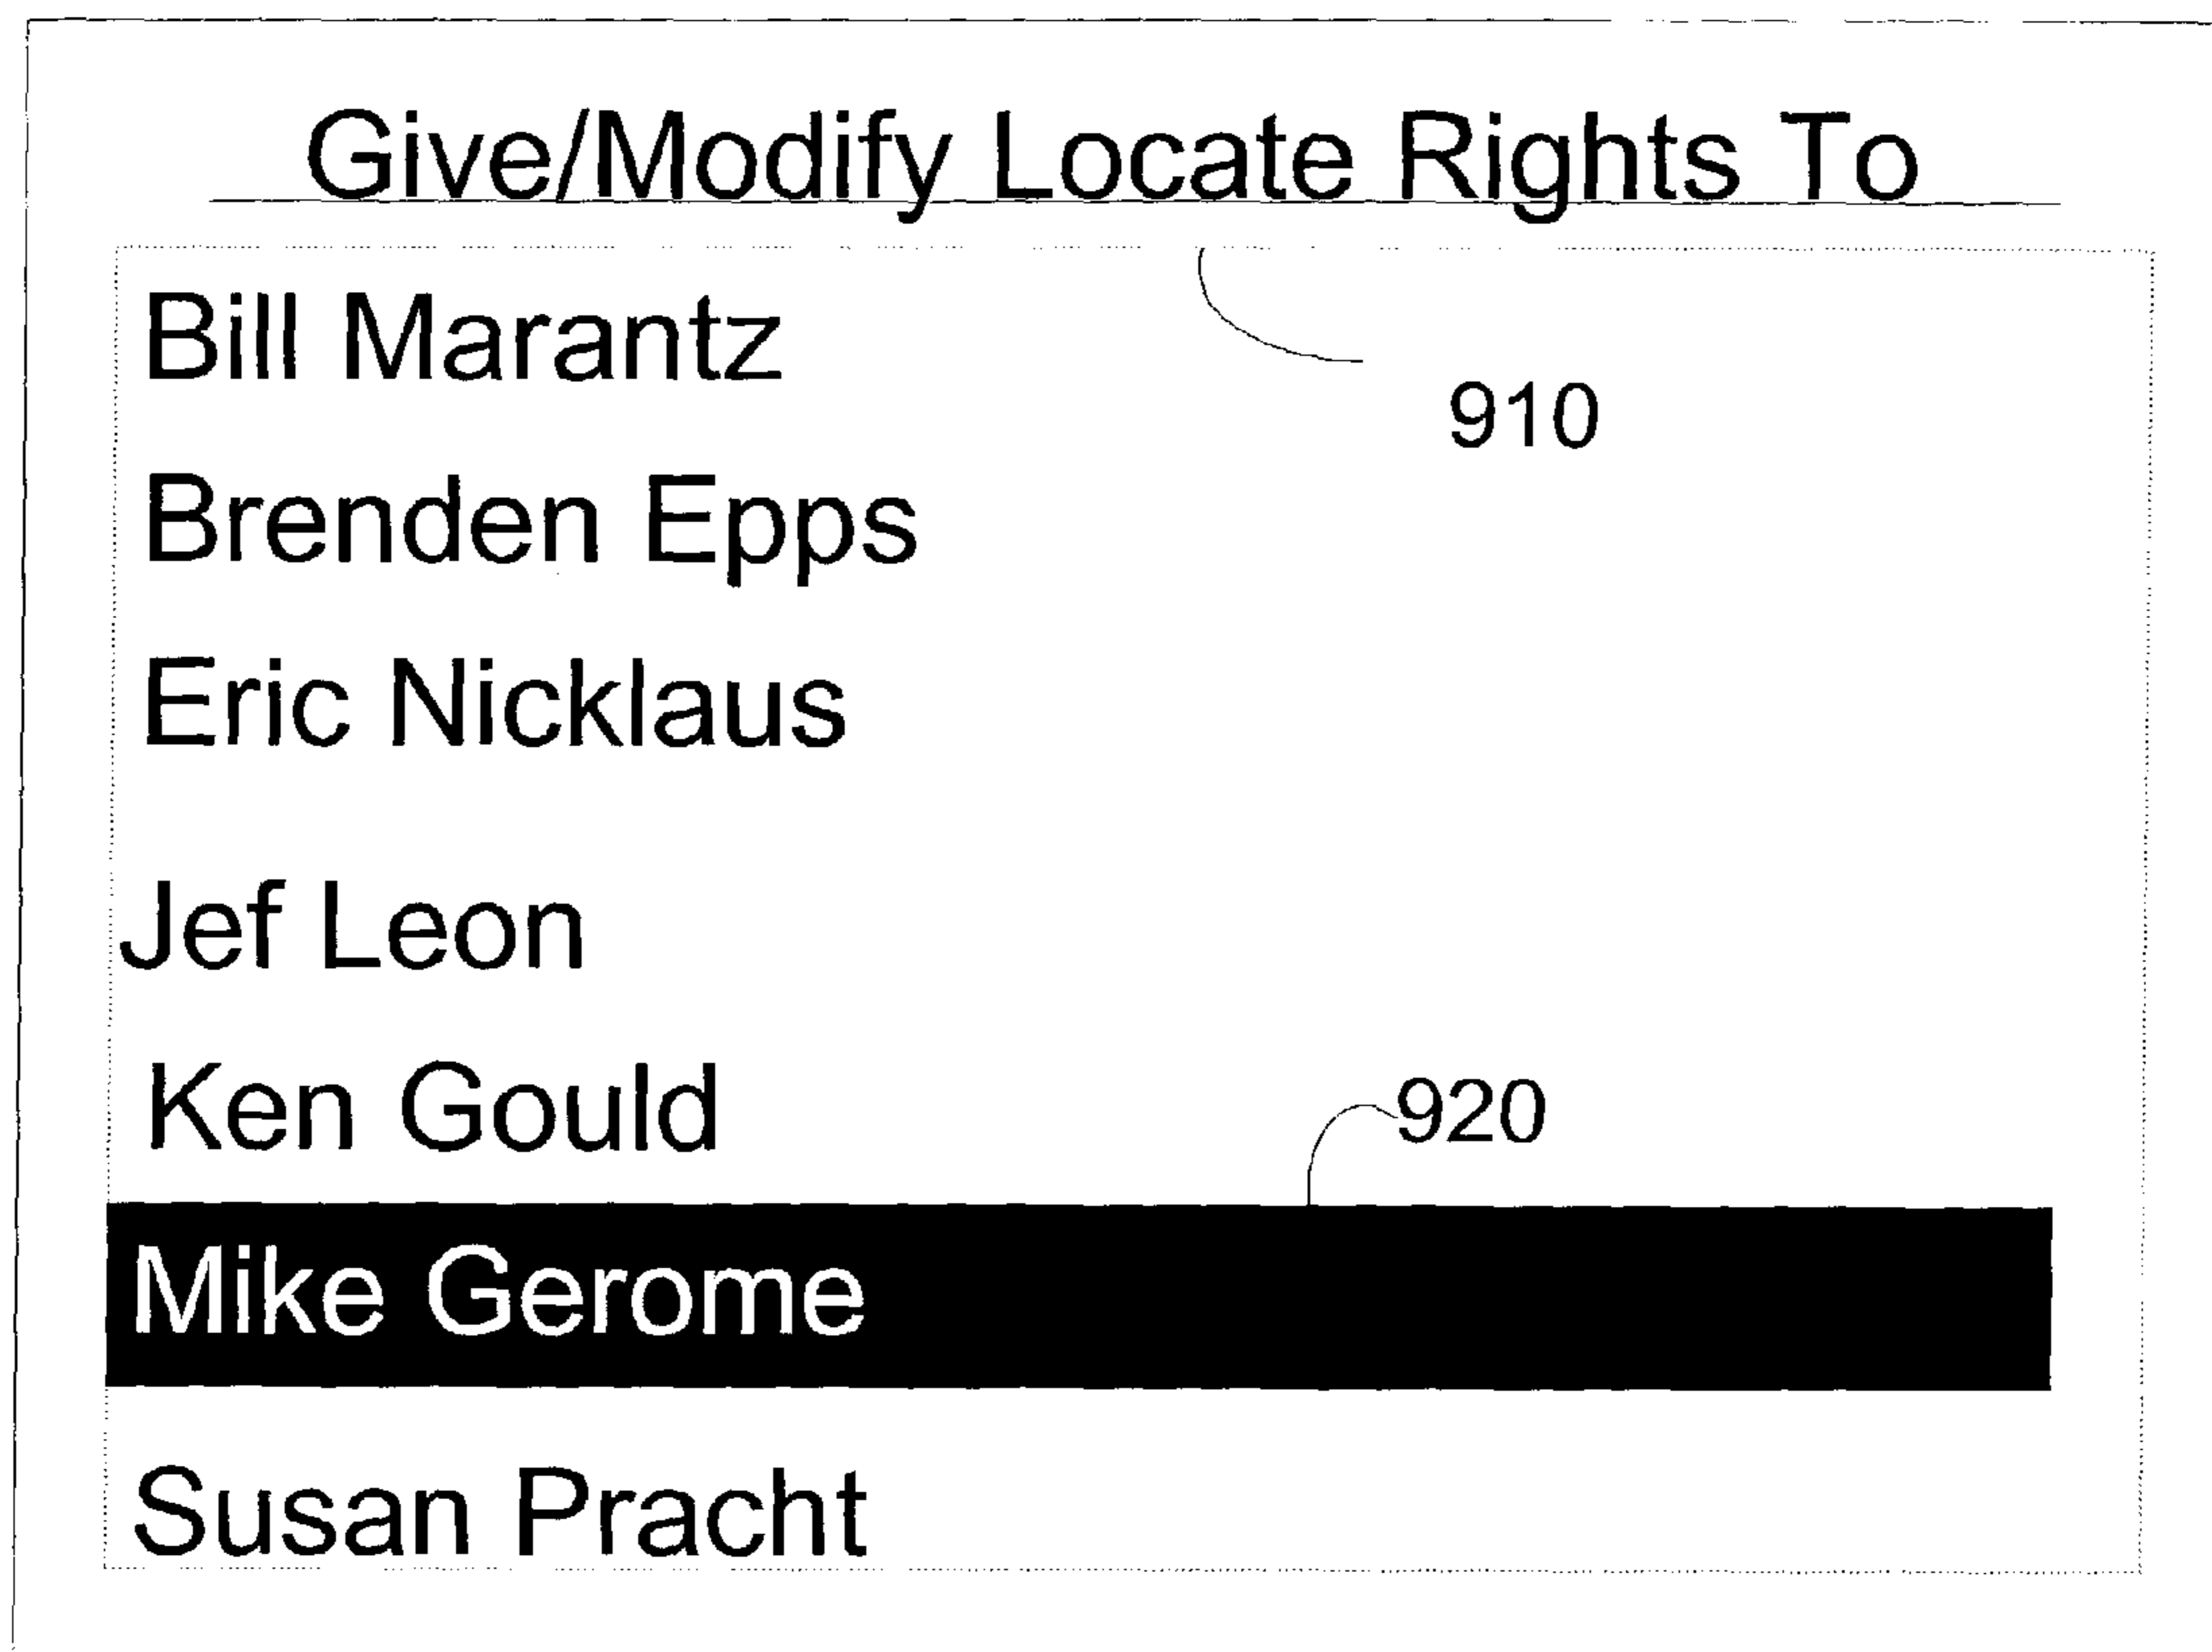 Give/Modify Locate Rights To
Bill Marantz
910
Brenden Epps
Eric Nicklaus
Jef Leon
Ken Gould
920
Mike Gerome
Susan Pracht